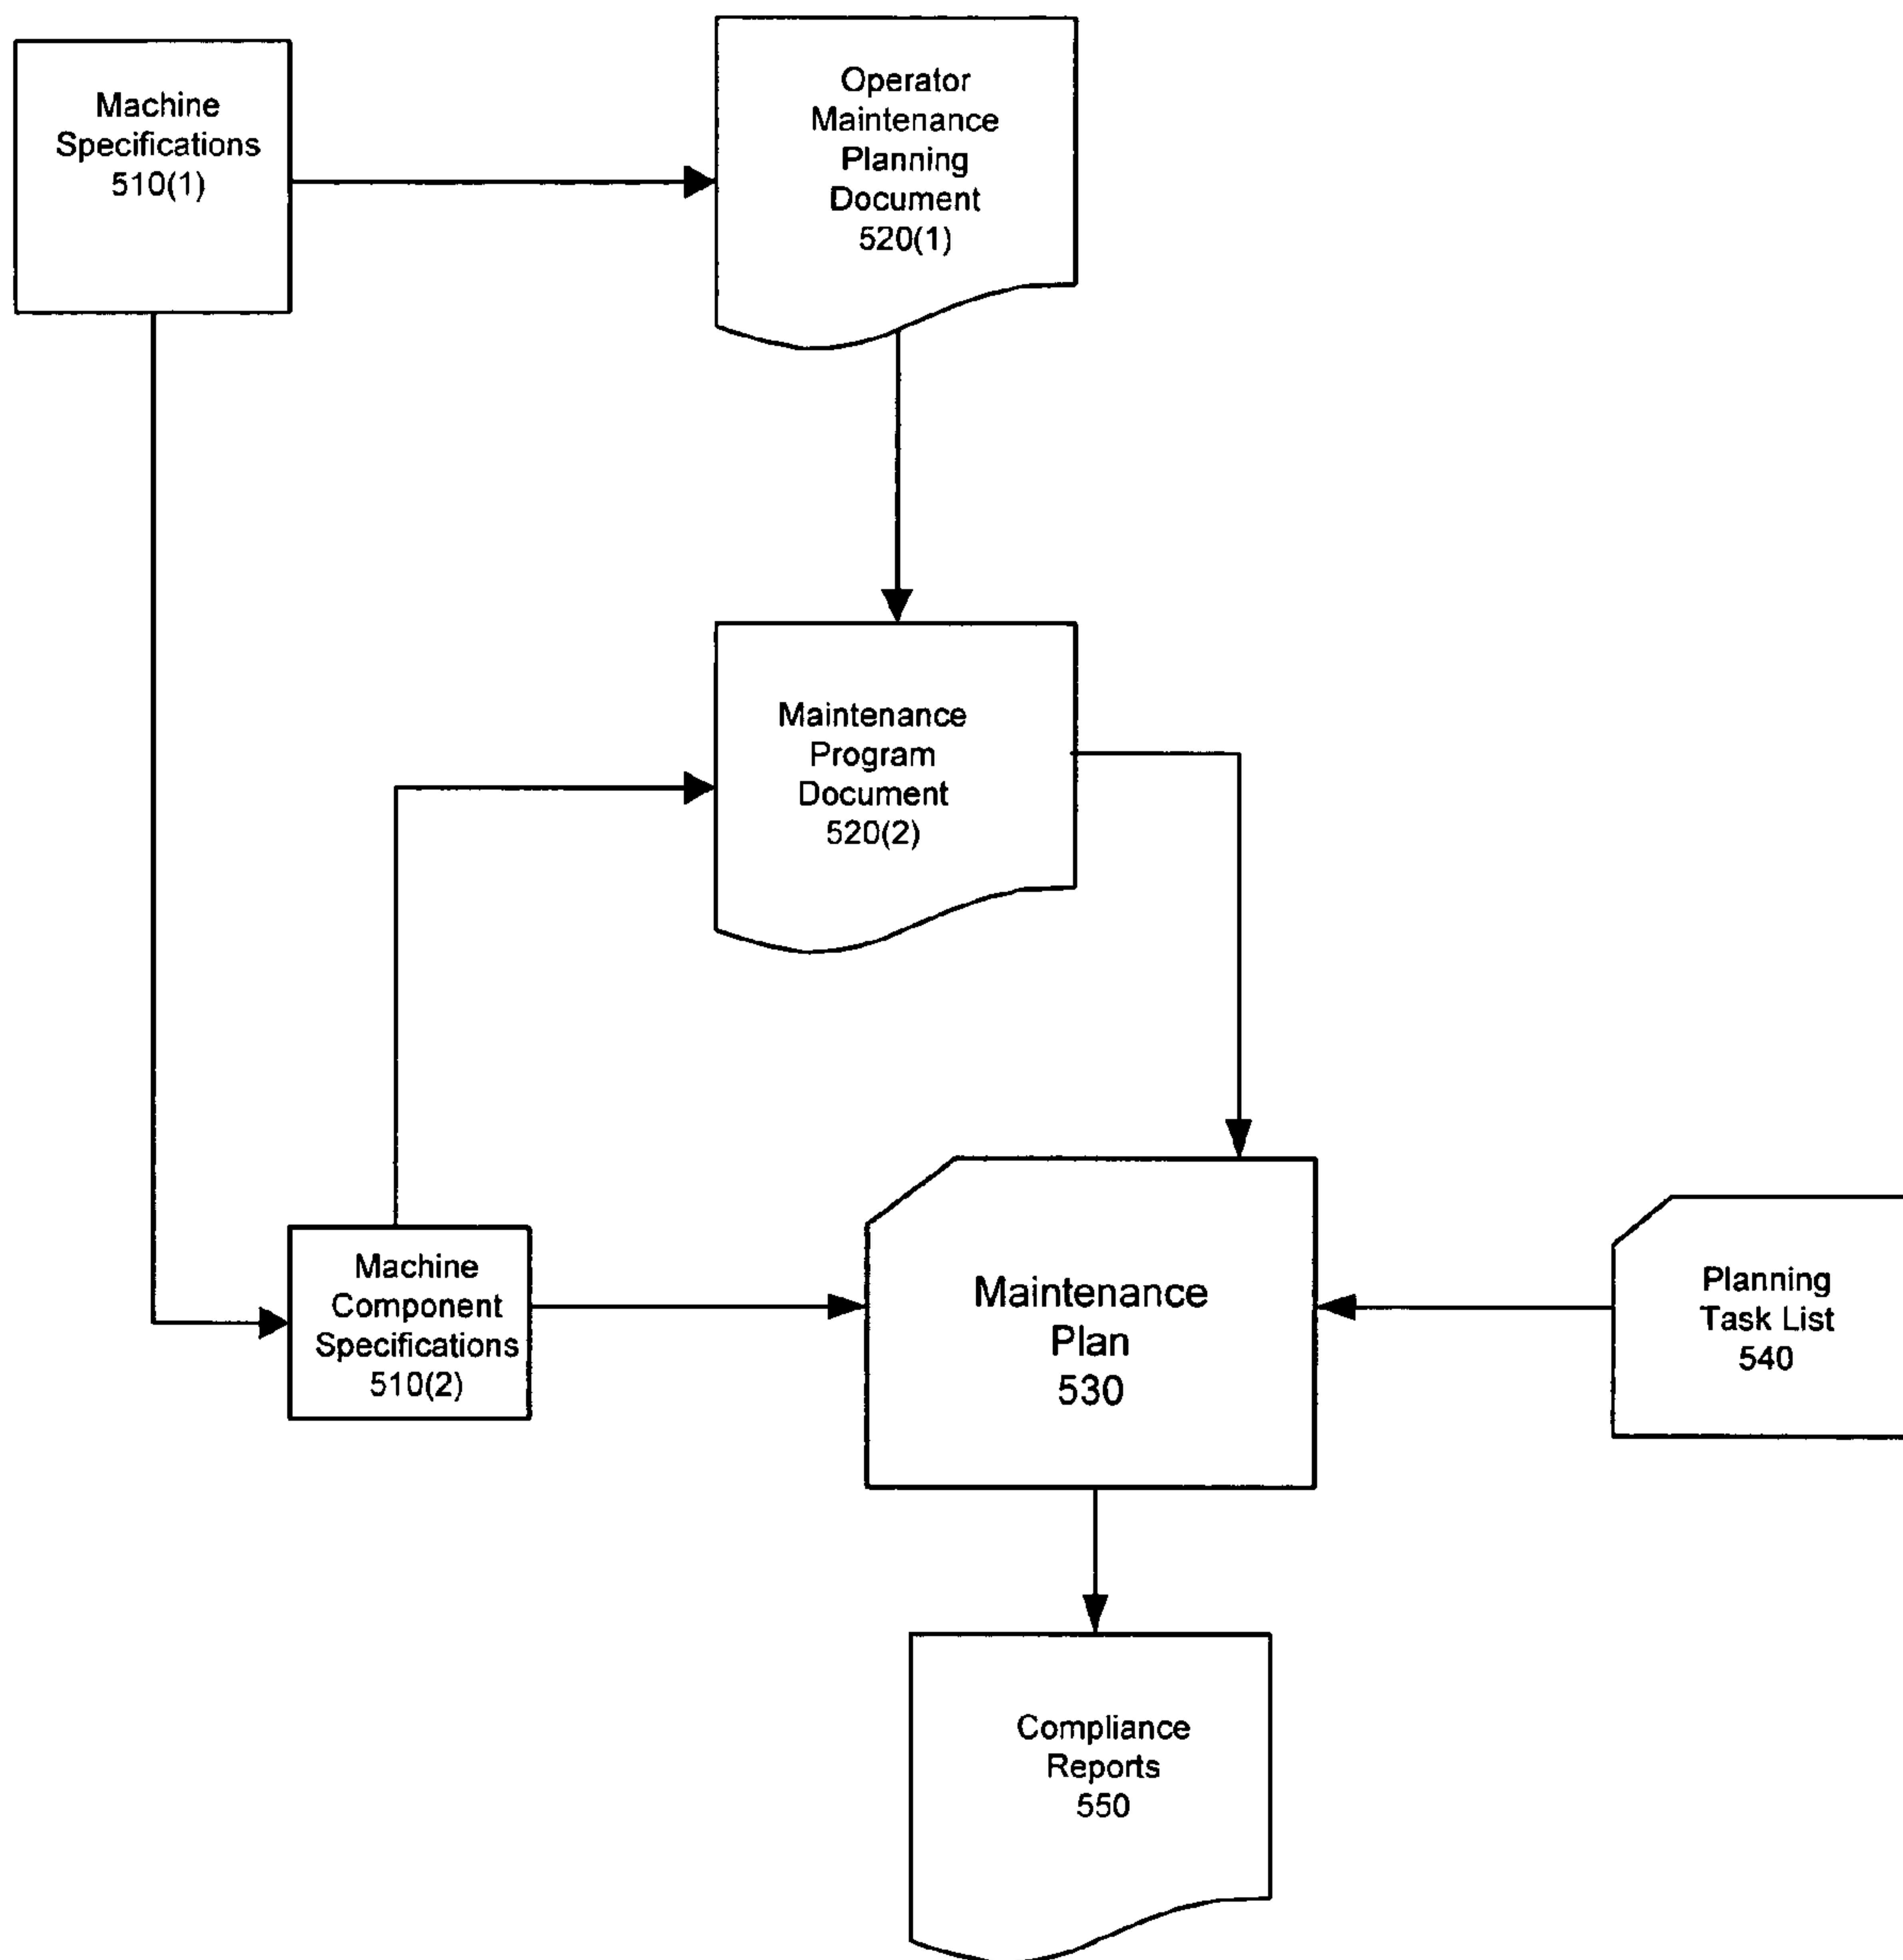 Machine
Specifications
510(1)
Operator
Maintenance
Planning
Document
520(1)
Maintenance
Program
Document
520(2)
Machine
Component
Specifications
510(2)
Maintenance
Plan
530
Planning
Task List
540
Compliance
Reports
550